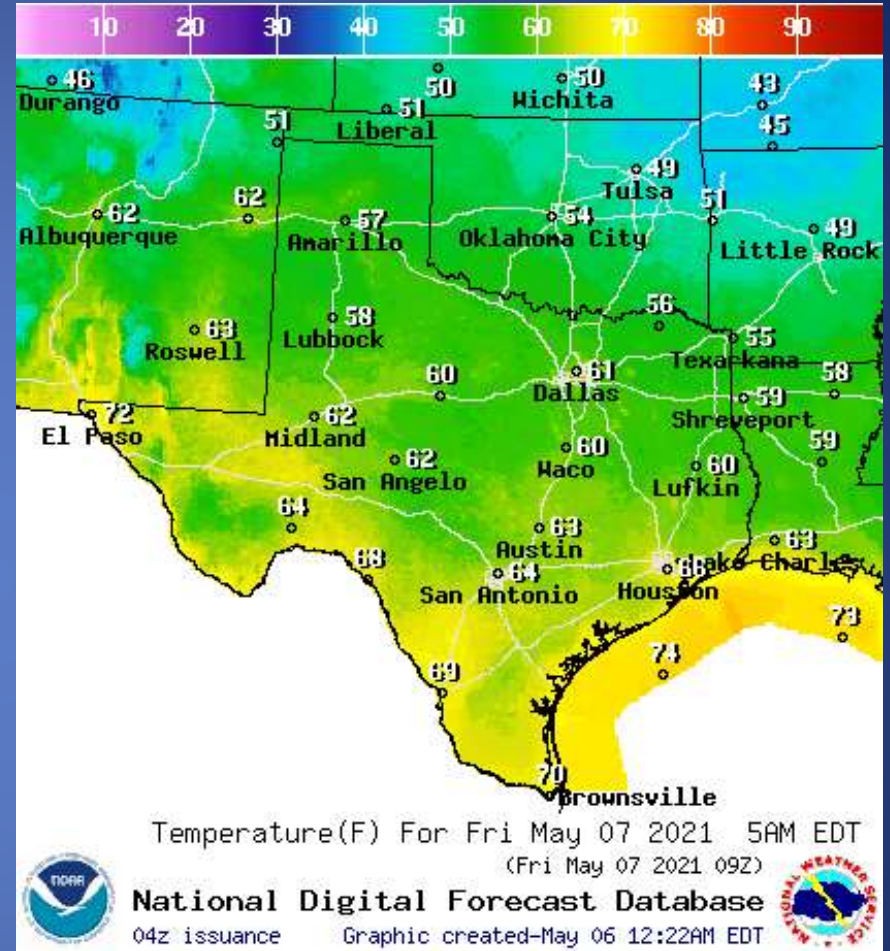 10 20 30 40 50 60 70 80 90
46
Durango
50
50
Wichita
43
51
Liberal
51
45
49
Tulsa
62
Albuquerque
62
57
Amarillo
54
Oklahoma City
51
49
Little Rock
63
Roswell
58
Lubbock
56
55
Texarkana
61
Dallas
60
58
59
Shreveport
72
El Paso
62
Midland
62
San Angelo
60
Waco
60
Lufkin
59
64
63
Austin
63
68
64
San Antonio
66
Houston
73
69
74
70
Brownsville
Temperature(F) For Fri May 07 2021 5AM EDT
(Fri May 07 2021 09Z)
National Digital Forecast Database
04z issuance Graphic created-May 06 12:22AM EDT
NOAA
NATIONAL WEATHER SERVICE